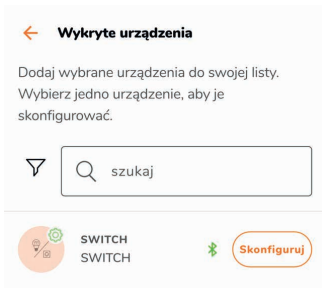 Wykryte urządzenia
Dodaj wybrane urządzenia do swojej listy.
Wybierz jedno urządzenie, aby je
skonfigurować.
szukaj
SWITCH
SWITCH
Skonfiguruj